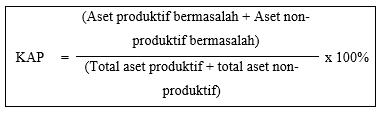 (Aset produktif bermasalah + Aset non-
produktif bermasalah)
KAP = x 100%
(Total aset produktif + total aset non-
produktif)